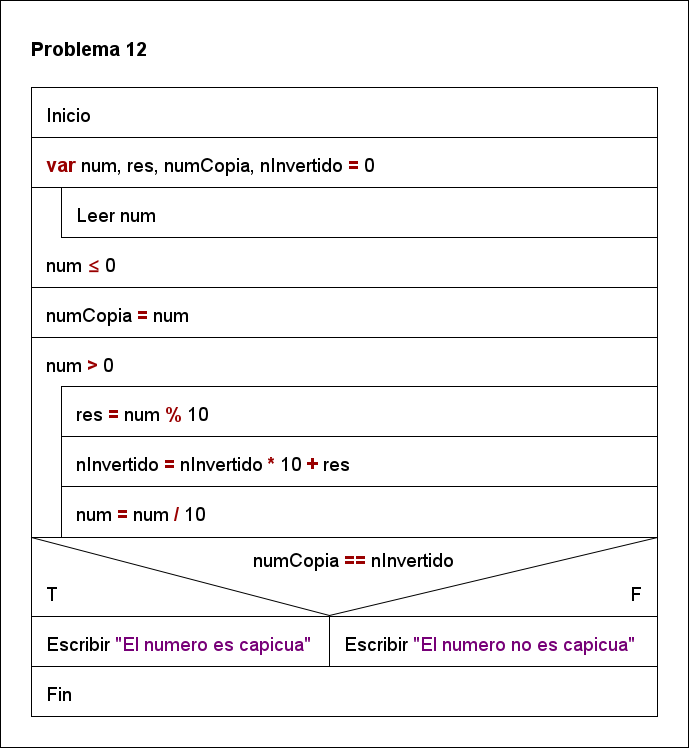 Problema 12
Inicio
var num, res, numCopia, nInvertido = 0
Leer num
num ≤ 0
numCopia = num
num > 0
res = num % 10
nInvertido = nInvertido * 10 + res
num = num / 10
numCopia == nInvertido
T F
Escribir "El numero es capicua" Escribir "El numero no es capicua"
Fin